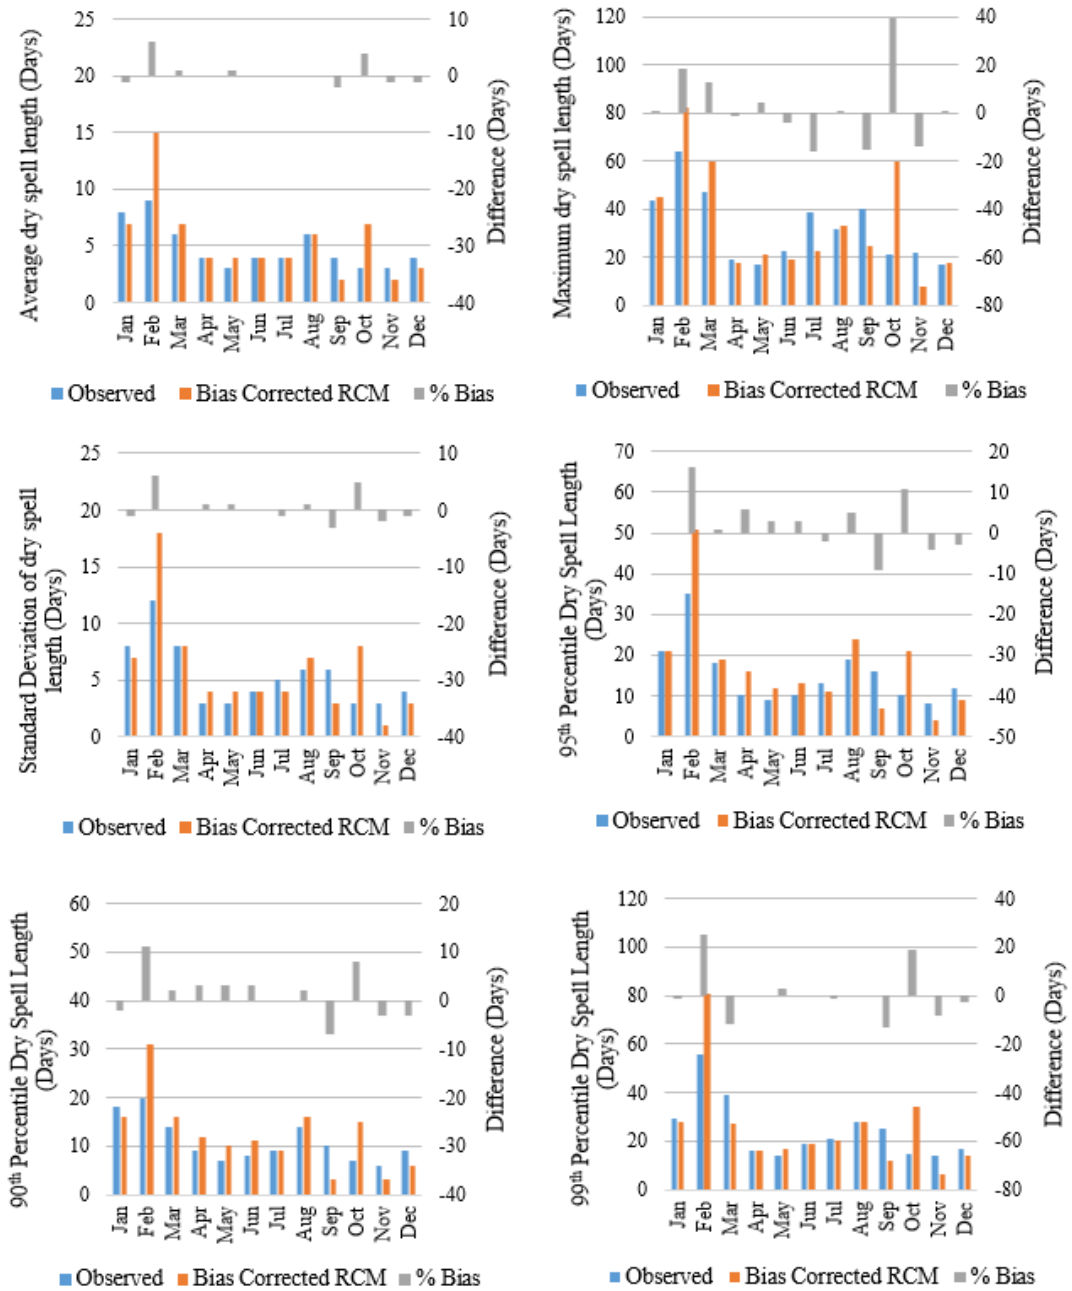 25
20
15
10
5
0
10
0
-10
-20
-30
-40
Average dry spell length (Days)
Difference (Days)
Jan Feb Mar Apr May Jun Jul Aug Sep Oct Nov Dec
Observed Bias Corrected RCM % Bias
120
100
80
60
40
20
0
40
20
0
-20
-40
-60
-80
Maximum dry spell length (Days)
Difference (Days)
Jan Feb Mar Apr May Jun Jul Aug Sep Oct Nov Dec
Observed Bias Corrected RCM % Bias
25
20
15
10
5
0
10
0
-10
-20
-30
-40
Standard Deviation of dry spell
length (Days)
Difference (Days)
Jan Feb Mar Apr May Jun Jul Aug Sep Oct Nov Dec
Observed Bias Corrected RCM % Bias
70
60
50
40
30
20
10
0
20
10
0
-10
-20
-30
-40
-50
95th Percentile Dry Spell Length
(Days)
Difference (Days)
Jan Feb Mar Apr May Jun Jul Aug Sep Oct Nov Dec
Observed Bias Corrected RCM % Bias
60
50
40
30
20
10
0
20
10
0
-10
-20
-30
-40
90th Percentile Dry Spell Length
(Days)
Difference (Days)
Jan Feb Mar Apr May Jun Jul Aug Sep Oct Nov Dec
Observed Bias Corrected RCM % Bias
120
100
80
60
40
20
0
40
20
0
-20
-40
-60
-80
99th Percentile Dry Spell Length
(Days)
Difference (Days)
Jan Feb Mar Apr May Jun Jul Aug Sep Oct Nov Dec
Observed Bias Corrected RCM % Bias